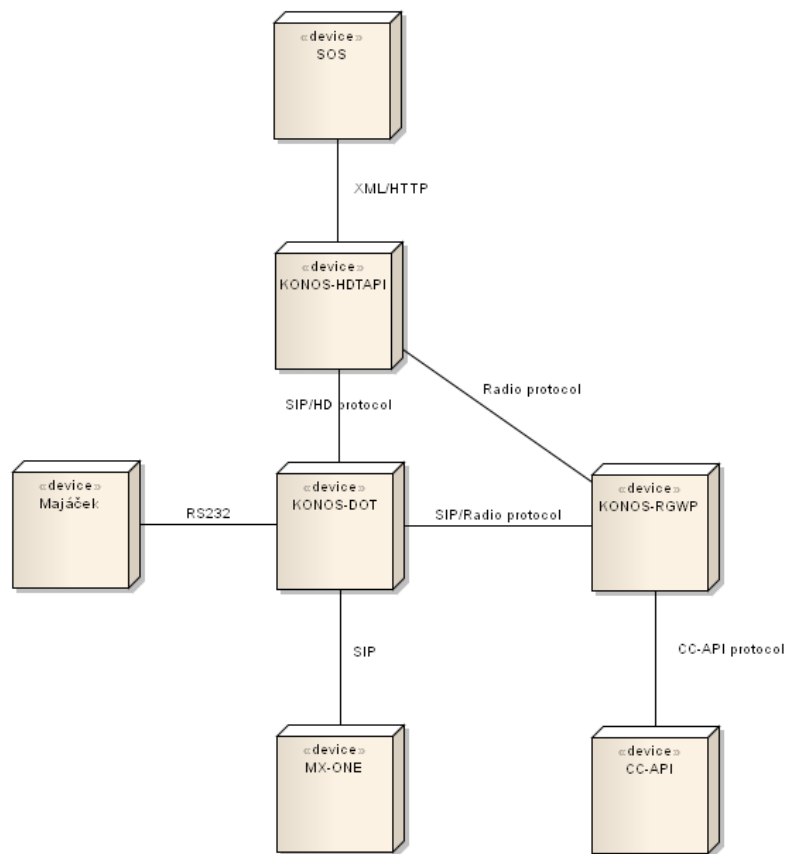 «device»
SOS
XML/HTTP
«device»
KONOS-HDTAPI
Radio protocol
SIP/HD protocol
«device»
Majáček
RS232
«device»
KONOS-DOT
SIP/Radio protocol
«device»
KONOS-RGWP
SIP
CC-API protocol
«device»
MX-ONE
«device»
CC-API